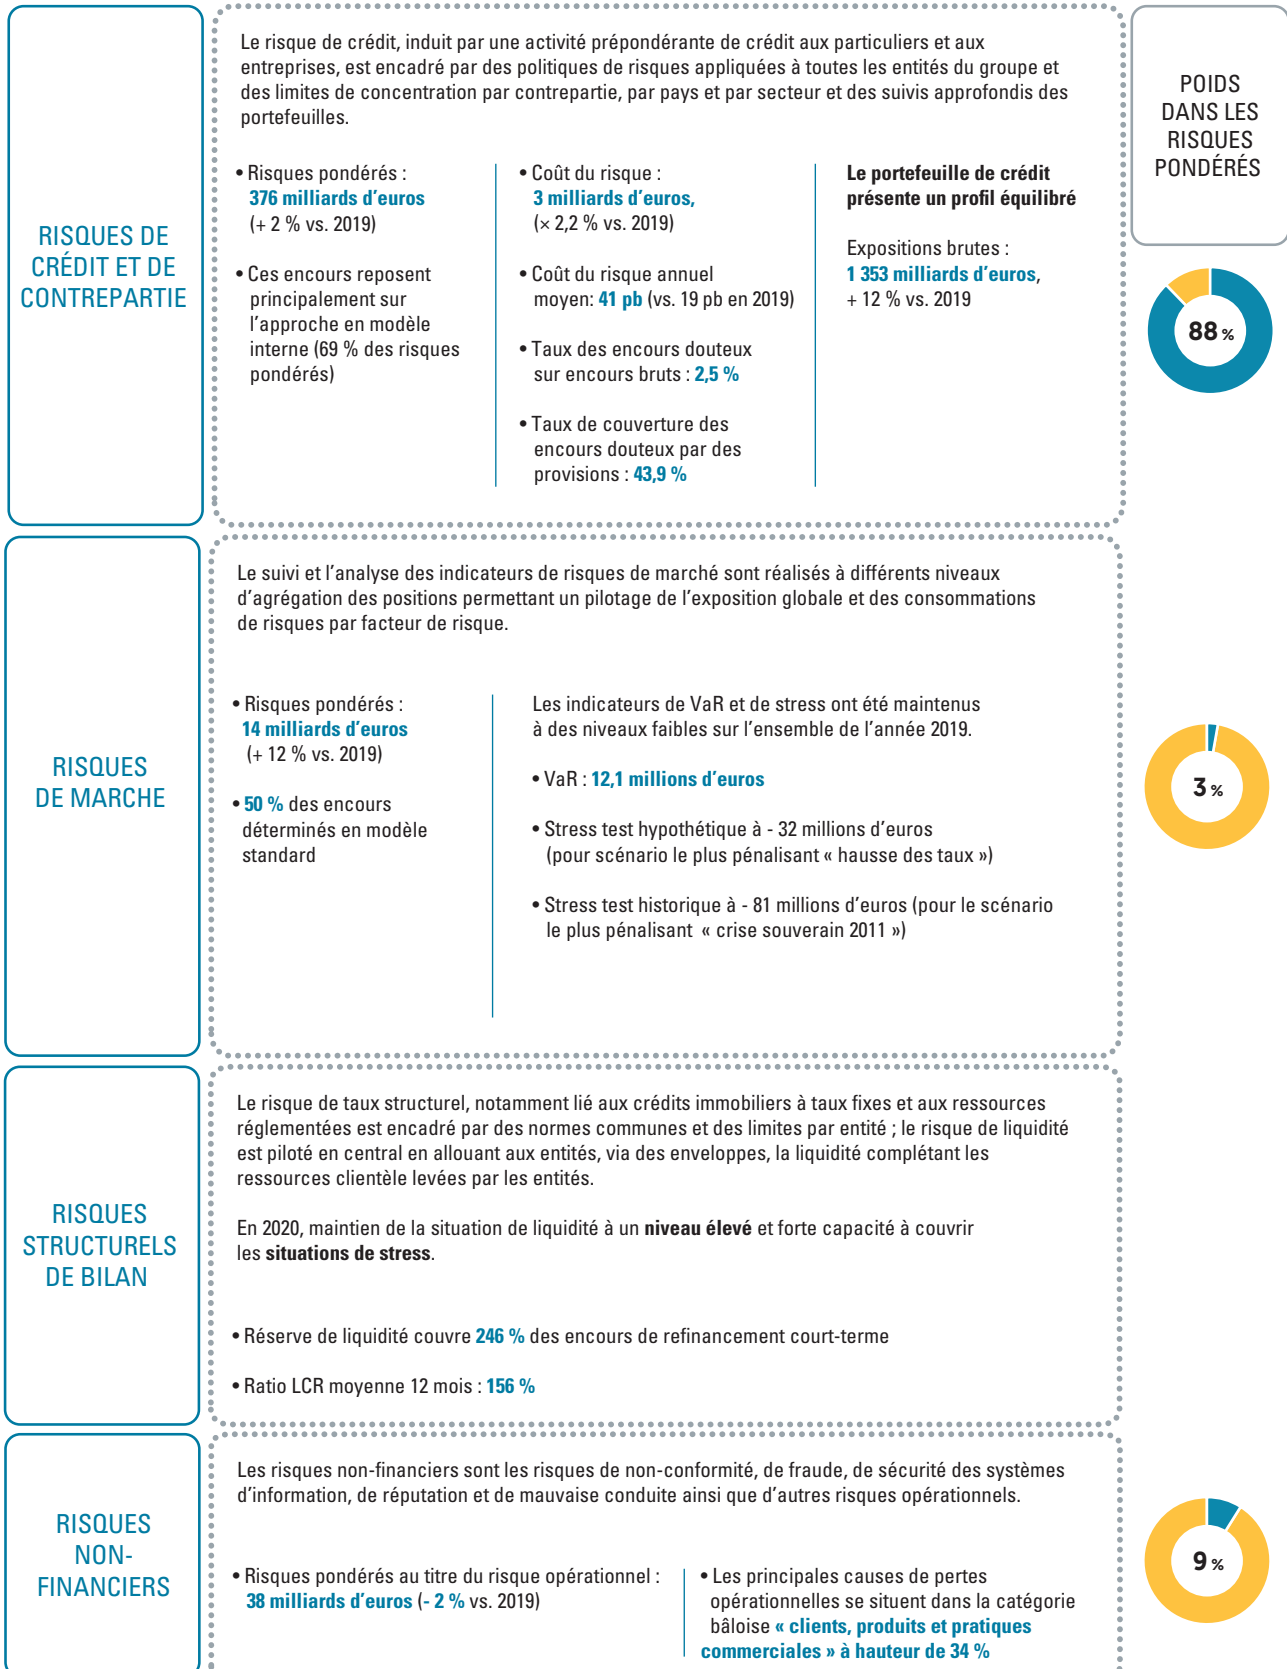 POIDS
DANS LES
RISQUES
PONDÉRÉS
RISQUES DE
CRÉDIT ET DE
CONTREPARTIE
Le risque de crédit, induit par une activité prépondérante de crédit aux particuliers et aux
entreprises, est encadré par des politiques de risques appliquées à toutes les entités du groupe et
des limites de concentration par contrepartie, par pays et par secteur et des suivis approfondis des
portefeuilles.
• Risques pondérés :
376 milliards d’euros
(+ 2 % vs. 2019)
• Ces encours reposent
principalement sur
l’approche en modèle
interne (69 % des risques
pondérés)
• Coût du risque :
3 milliards d’euros,
(× 2,2 % vs. 2019)
• Coût du risque annuel
moyen: 41 pb (vs. 19 pb en 2019)
• Taux des encours douteux
sur encours bruts : 2,5 %
• Taux de couverture des
encours douteux par des
provisions : 43,9 %
Le portefeuille de crédit
présente un profil équilibré
Expositions brutes :
1 353 milliards d’euros,
+ 12 % vs. 2019
88 %
RISQUES
DE MARCHE
Le suivi et l’analyse des indicateurs de risques de marché sont réalisés à différents niveaux
d’agrégation des positions permettant un pilotage de l’exposition globale et des consommations
de risques par facteur de risque.
• Risques pondérés :
14 milliards d’euros
(+ 12 % vs. 2019)
• 50 % des encours
déterminés en modèle
standard
Les indicateurs de VaR et de stress ont été maintenus
à des niveaux faibles sur l’ensemble de l’année 2019.
• VaR : 12,1 millions d’euros
• Stress test hypothétique à - 32 millions d’euros
(pour scénario le plus pénalisant « hausse des taux »)
• Stress test historique à - 81 millions d’euros (pour le scénario
le plus pénalisant « crise souverain 2011 »)
3 %
RISQUES
STRUCTURELS
DE BILAN
Le risque de taux structurel, notamment lié aux crédits immobiliers à taux fixes et aux ressources
réglementées est encadré par des normes communes et des limites par entité ; le risque de liquidité
est piloté en central en allouant aux entités, via des enveloppes, la liquidité complétant les
ressources clientèle levées par les entités.
En 2020, maintien de la situation de liquidité à un niveau élevé et forte capacité à couvrir
les situations de stress.
• Réserve de liquidité couvre 246 % des encours de refinancement court-terme
• Ratio LCR moyenne 12 mois : 156 %
RISQUES
NON-
FINANCIERS
Les risques non-financiers sont les risques de non-conformité, de fraude, de sécurité des systèmes
d’information, de réputation et de mauvaise conduite ainsi que d’autres risques opérationnels.
• Risques pondérés au titre du risque opérationnel :
38 milliards d’euros (- 2 % vs. 2019)
• Les principales causes de pertes
opérationnelles se situent dans la catégorie
bâloise « clients, produits et pratiques
commerciales » à hauteur de 34 %
9 %